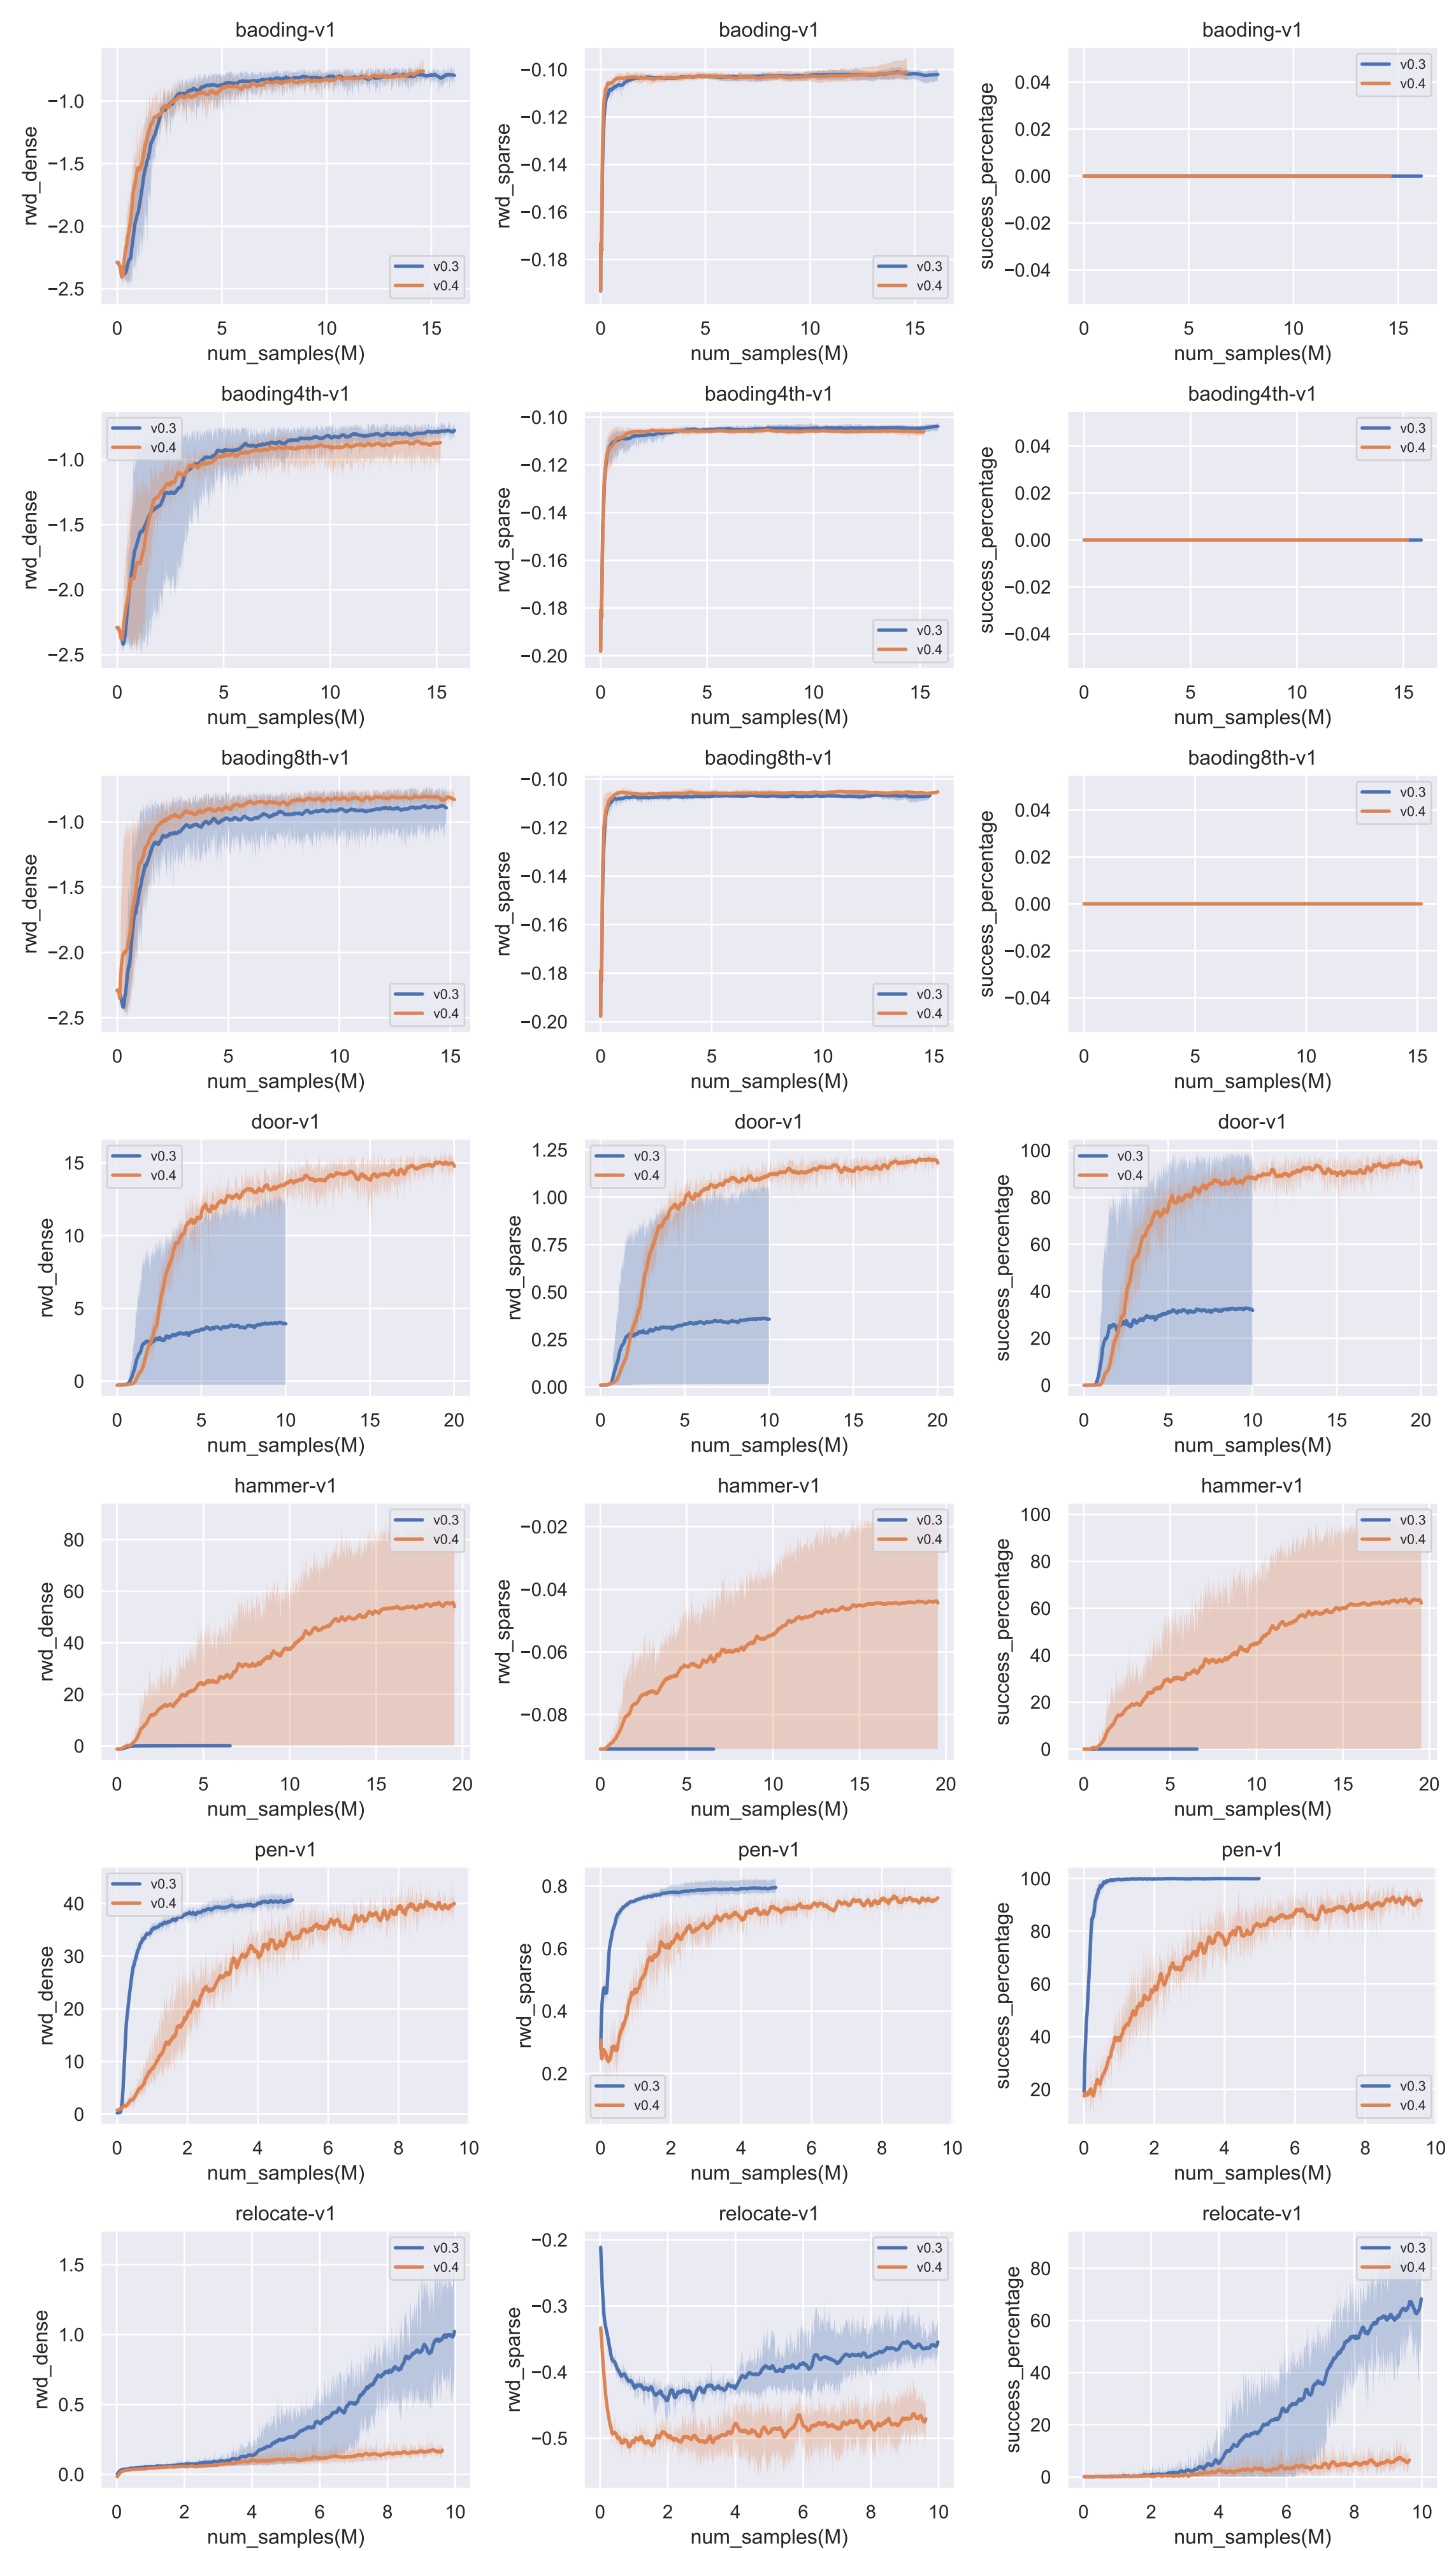 baoding-v1 baoding-v1 baoding-v1
rwd_dense
−1.0
−1.5
−2.0
−2.5
v0.3
v0.4
0 5 10 15
num_samples(M)
rwd_sparse
−0.10
−0.12
−0.14
−0.16
−0.18
v0.3
v0.4
0 5 10 15
num_samples(M)
success_percentage
0.04
0.02
0.00
−0.02
−0.04
v0.3
v0.4
0 5 10 15
num_samples(M)
baoding4th-v1 baoding4th-v1 baoding4th-v1
rwd_dense
−1.0
−1.5
−2.0
−2.5
v0.3
v0.4
0 5 10 15
num_samples(M)
rwd_sparse
−0.10
−0.12
−0.14
−0.16
−0.18
−0.20
v0.3
v0.4
0 5 10 15
num_samples(M)
success_percentage
0.04
0.02
0.00
−0.02
−0.04
v0.3
v0.4
0 5 10 15
num_samples(M)
baoding8th-v1 baoding8th-v1 baoding8th-v1
rwd_dense
−1.0
−1.5
−2.0
−2.5
v0.3
v0.4
0 5 10 15
num_samples(M)
rwd_sparse
−0.10
−0.12
−0.14
−0.16
−0.18
−0.20
v0.3
v0.4
0 5 10 15
num_samples(M)
success_percentage
0.04
0.02
0.00
−0.02
−0.04
v0.3
v0.4
0 5 10 15
num_samples(M)
door-v1 door-v1 door-v1
rwd_dense
15
10
5
0
v0.3
v0.4
0 5 10 15 20
num_samples(M)
rwd_sparse
1.25
1.00
0.75
0.50
0.25
0.00
v0.3
v0.4
0 5 10 15 20
num_samples(M)
success_percentage
100
80
60
40
20
0
v0.3
v0.4
0 5 10 15 20
num_samples(M)
hammer-v1 hammer-v1 hammer-v1
rwd_dense
80
60
40
20
0
v0.3
v0.4
0 5 10 15 20
num_samples(M)
rwd_sparse
−0.02
−0.04
−0.06
−0.08
v0.3
v0.4
0 5 10 15 20
num_samples(M)
success_percentage
100
80
60
40
20
0
v0.3
v0.4
0 5 10 15 20
num_samples(M)
pen-v1 pen-v1 pen-v1
rwd_dense
40
30
20
10
0
v0.3
v0.4
0 2 4 6 8 10
num_samples(M)
rwd_sparse
0.8
0.6
0.4
0.2
v0.3
v0.4
0 2 4 6 8 10
num_samples(M)
success_percentage
100
80
60
40
20
v0.3
v0.4
0 2 4 6 8 10
num_samples(M)
relocate-v1 relocate-v1 relocate-v1
rwd_dense
1.5
1.0
0.5
0.0
v0.3
v0.4
0 2 4 6 8 10
num_samples(M)
rwd_sparse
−0.2
−0.3
−0.4
−0.5
v0.3
v0.4
0 2 4 6 8 10
num_samples(M)
success_percentage
80
60
40
20
0
v0.3
v0.4
0 2 4 6 8 10
num_samples(M)